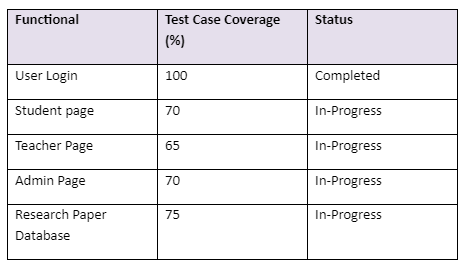 Functional Test Case Coverage (%) Status
User Login 100 Completed
Student page 70 In-Progress
Teacher Page 65 In-Progress
Admin Page 70 In-Progress
Research Paper Database 75 In-Progress